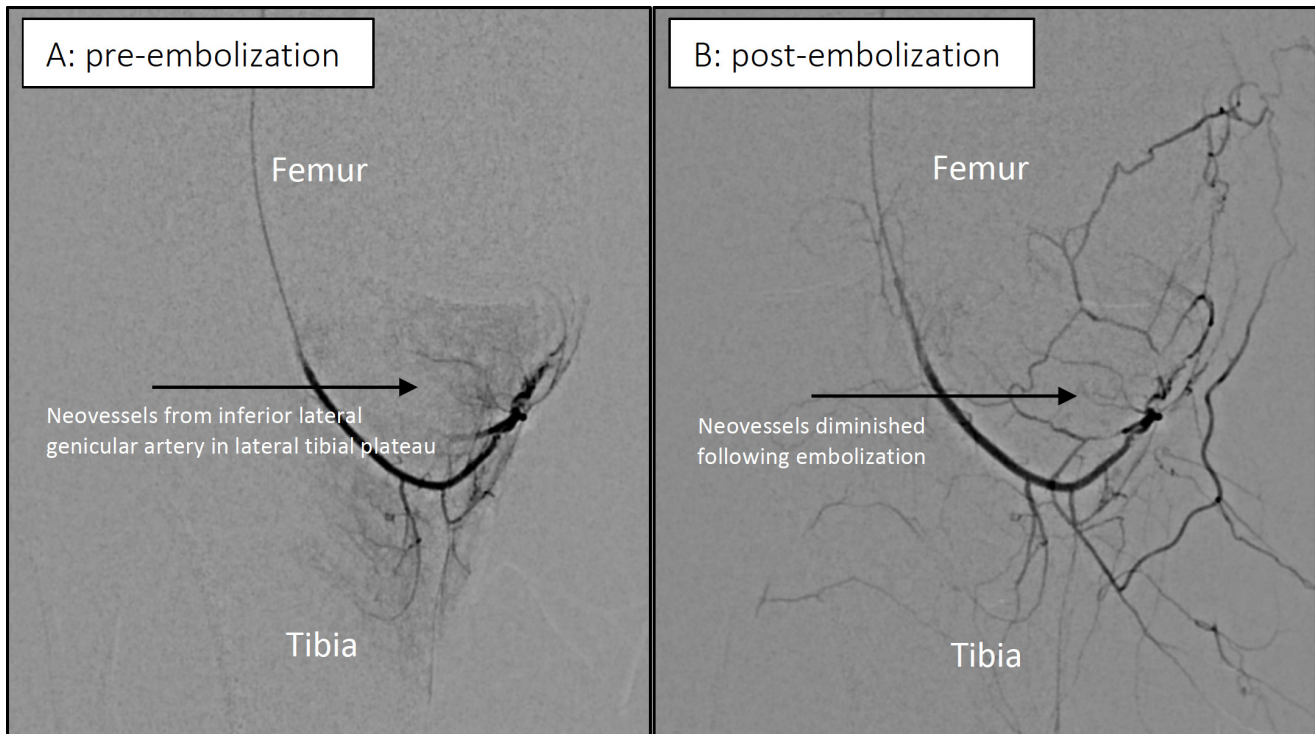 A: pre-embolization
Femur
Neovessels from inferior lateral
genicular artery in lateral tibial plateau
Tibia
B: post-embolization
Femur
Neovessels diminished
following embolization
Tibia